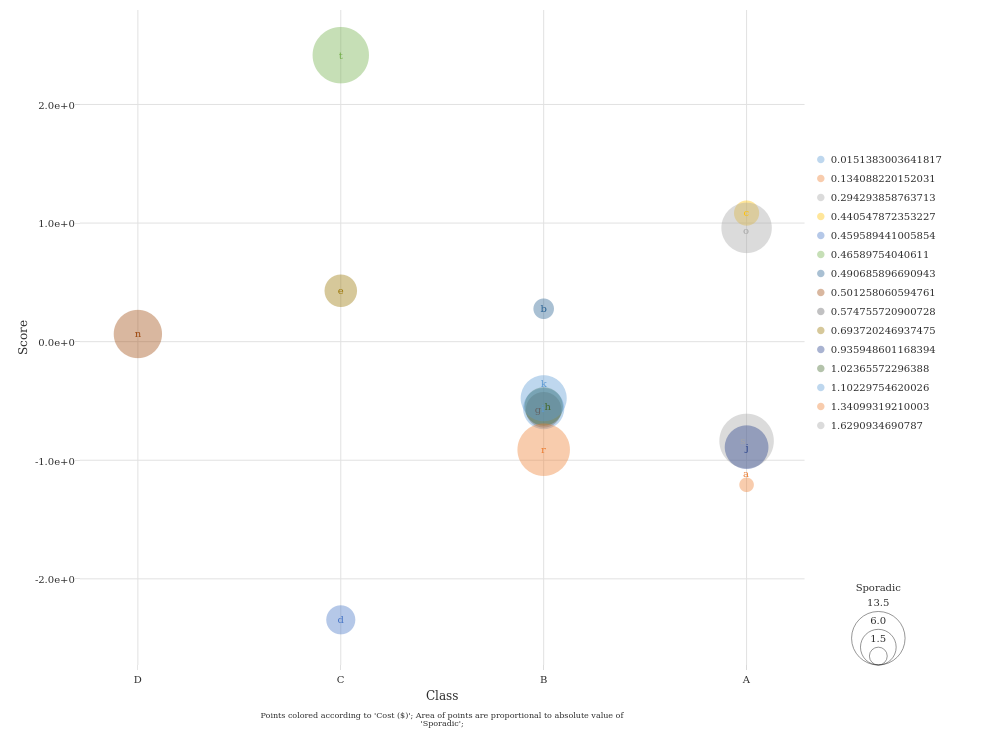 t
2.0e+0
0.0151383003641817
0.134088220152031
0.294293858763713
1.0e+0
0.440547872353227
o
0.459589441005854
0.46589754040611
0.490685896690943
e
0.501258060594761
b
0.574755720900728
n
0.693720246937475
0.0e+0
Score
0.935948601168394
1.02365572296388
k
1.10229754620026
g h
1.34099319210003
1.6290934690787
r
j
-1.0e+0
a
-2.0e+0
Sporadic
13.5
d
6.0
1.5
D C B A
Class
Points colored according to 'Cost ($)'; Area of points are proportional to absolute value of
'Sporadic';